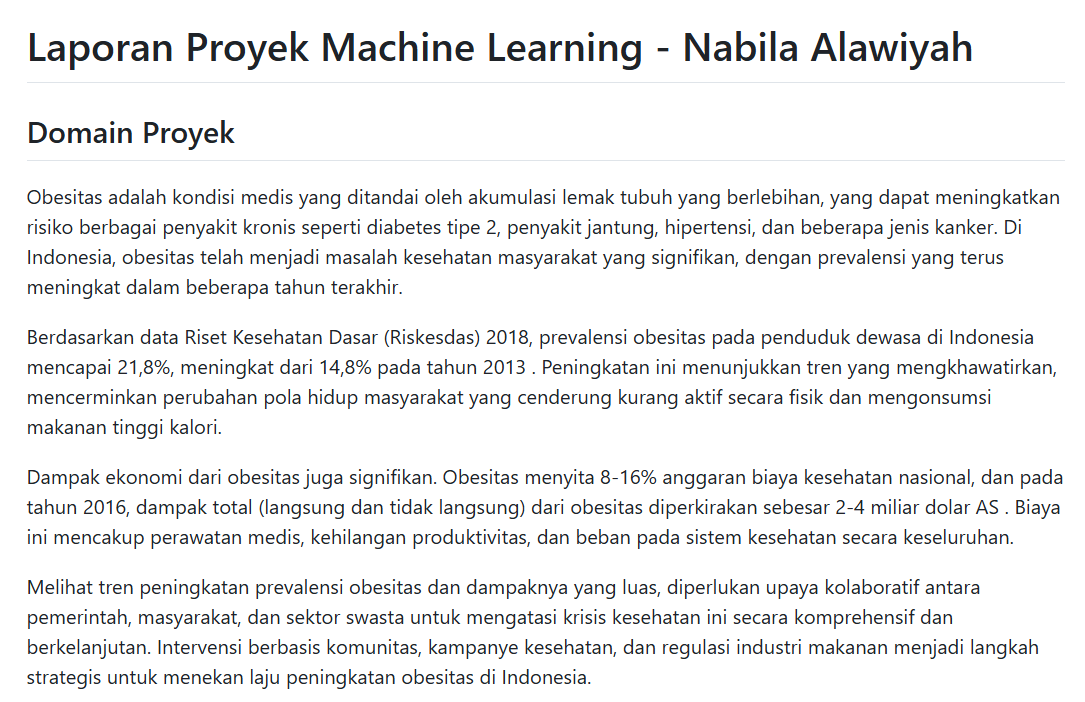 Laporan Proyek Machine Learning - Nabila Alawiyah
Domain Proyek
Obesitas adalah kondisi medis yang ditandai oleh akumulasi lemak tubuh yang berlebihan, yang dapat meningkatkan
risiko berbagai penyakit kronis seperti diabetes tipe 2, penyakit jantung, hipertensi, dan beberapa jenis kanker. Di
Indonesia, obesitas telah menjadi masalah kesehatan masyarakat yang signifikan, dengan prevalensi yang terus
meningkat dalam beberapa tahun terakhir.
Berdasarkan data Riset Kesehatan Dasar (Riskesdas) 2018, prevalensi obesitas pada penduduk dewasa di Indonesia
mencapai 21,8%, meningkat dari 14,8% pada tahun 2013 . Peningkatan ini menunjukkan tren yang mengkhawatirkan,
mencerminkan perubahan pola hidup masyarakat yang cenderung kurang aktif secara fisik dan mengonsumsi
makanan tinggi kalori.
Dampak ekonomi dari obesitas juga signifikan. Obesitas menyita 8-16% anggaran biaya kesehatan nasional, dan pada
tahun 2016, dampak total (langsung dan tidak langsung) dari obesitas diperkirakan sebesar 2-4 miliar dolar AS . Biaya
ini mencakup perawatan medis, kehilangan produktivitas, dan beban pada sistem kesehatan secara keseluruhan.
Melihat tren peningkatan prevalensi obesitas dan dampaknya yang luas, diperlukan upaya kolaboratif antara
pemerintah, masyarakat, dan sektor swasta untuk mengatasi krisis kesehatan ini secara komprehensif dan
berkelanjutan. Intervensi berbasis komunitas, kampanye kesehatan, dan regulasi industri makanan menjadi langkah
strategis untuk menekan laju peningkatan obesitas di Indonesia.